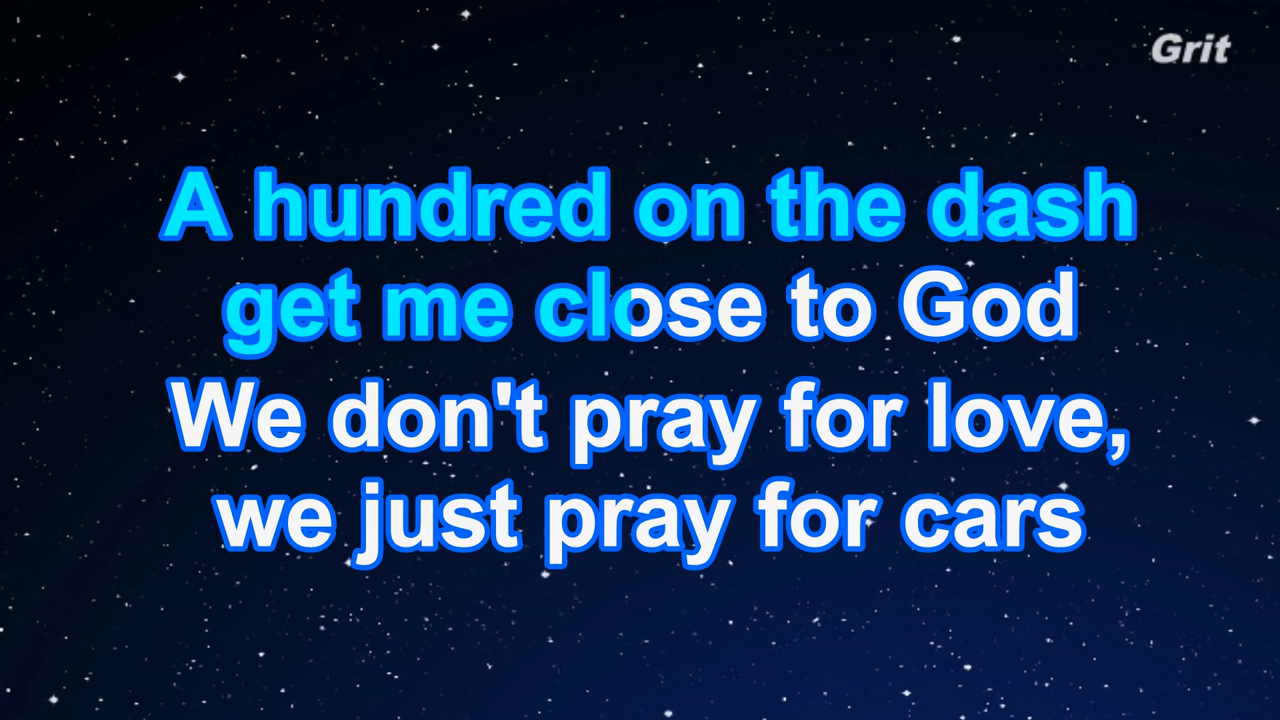 Grit
A hundred on the dash
get me close to God
We don't pray for love,
we just pray for cars